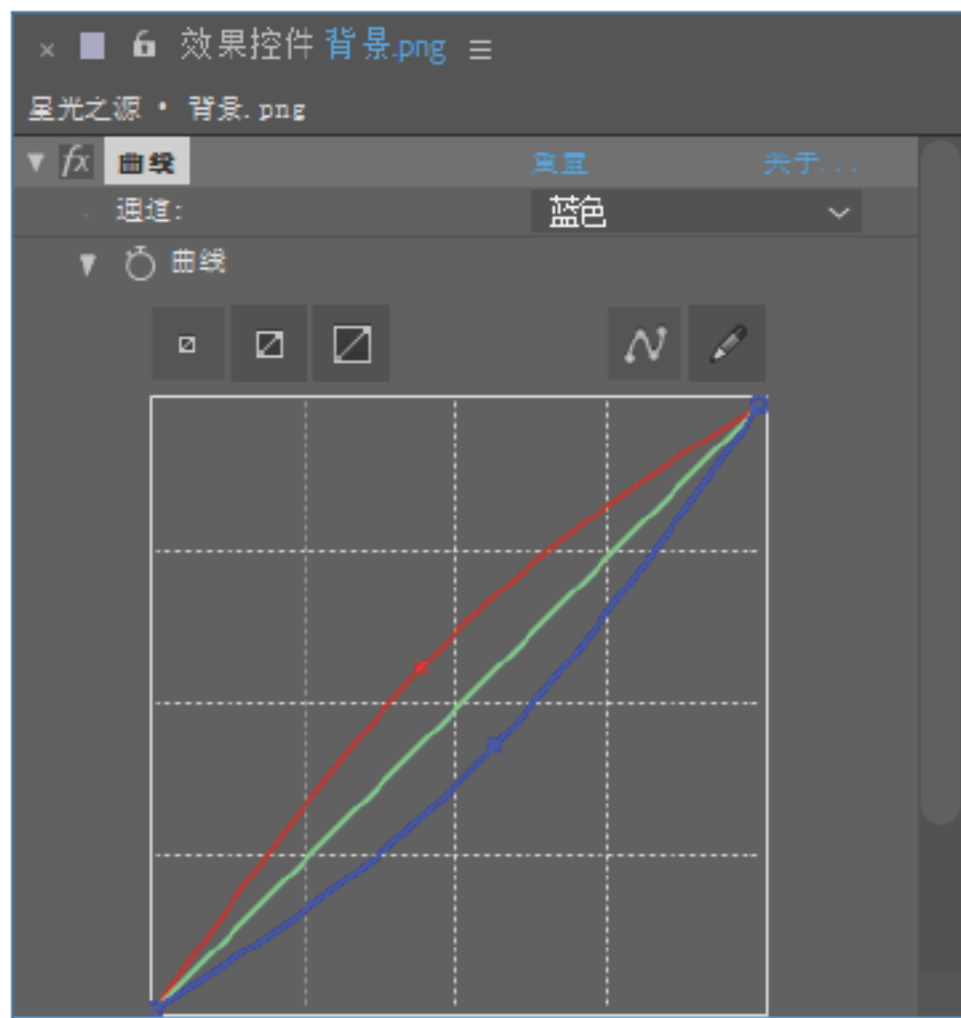 效果控件 背景.png
星光之源 • 背景.png
fx 曲线 重置 关于...
通道: 蓝色
曲线